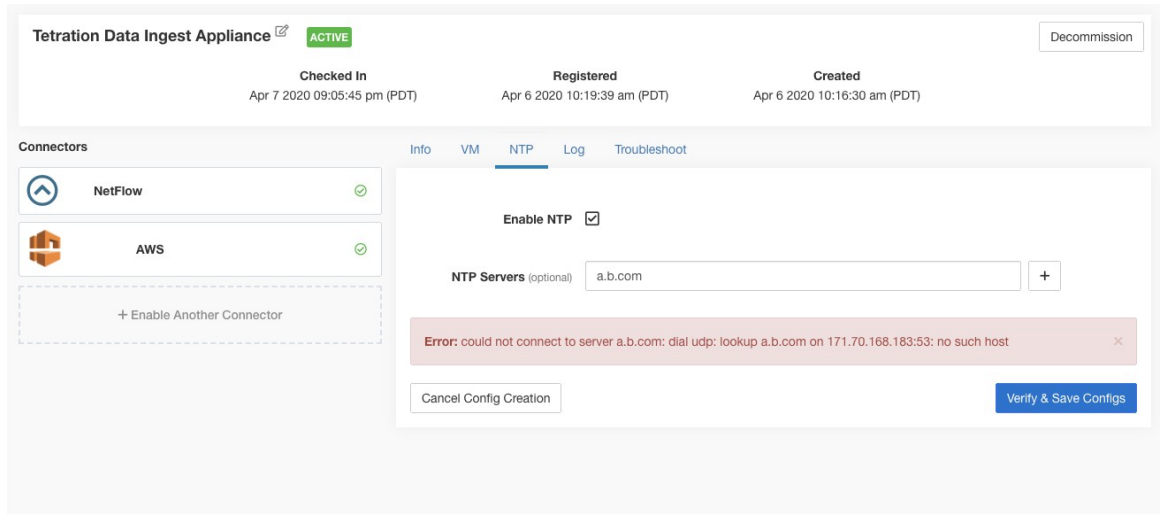 Tetration Data Ingest Appliance ACTIVE Decommission
Checked In Registered Created
Apr 7 2020 09:05:45 pm (PDT) Apr 6 2020 10:19:39 am (PDT) Apr 6 2020 10:16:30 am (PDT)
Connectors
NetFlow
AWS
+ Enable Another Connector
Info VM NTP Log Troubleshoot
Enable NTP
NTP Servers (optional) a.b.com +
Error: could not connect to server a.b.com: dial udp: lookup a.b.com on 171.70.168.183:53: no such host ×
Cancel Config Creation Verify & Save Configs